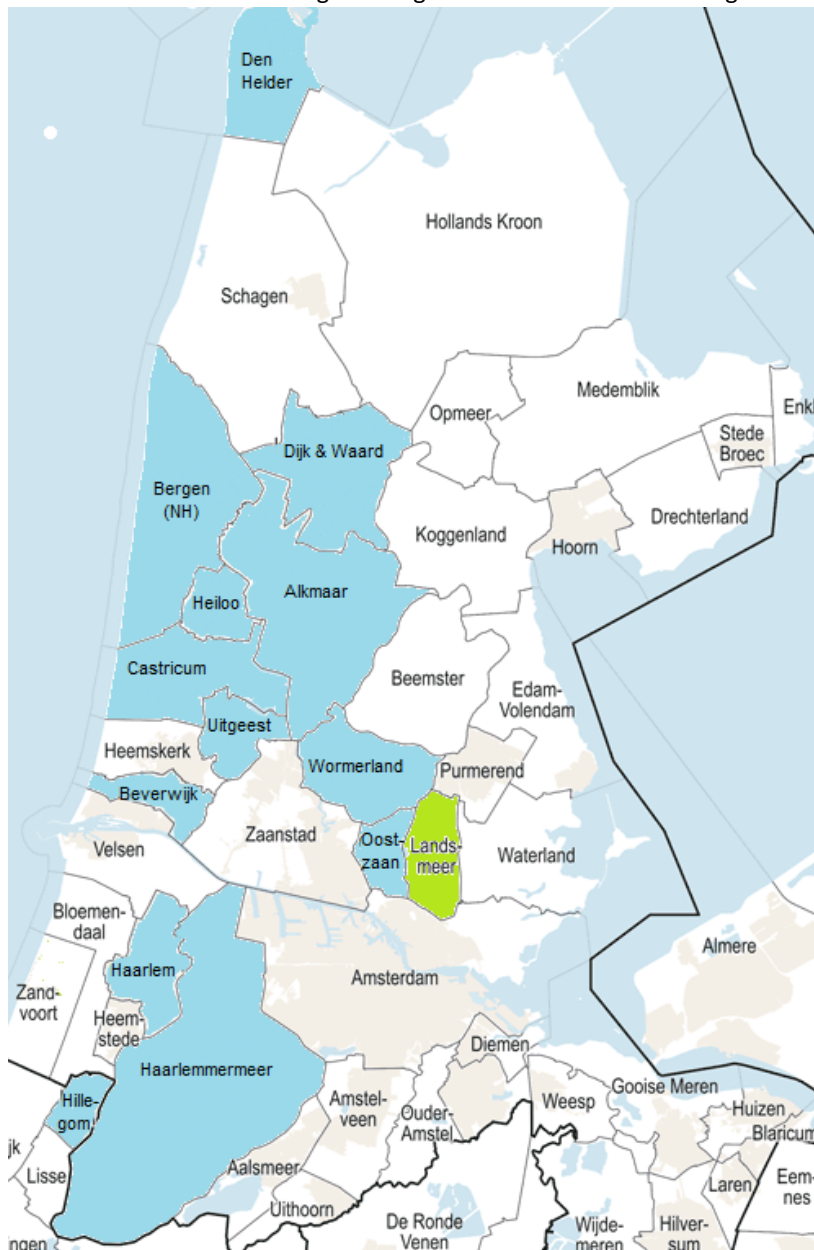 Den
Helder
Hollands Kroon
Schagen
Medemblik
Opmeer
Stede
Broec
Dijk & Waard
Bergen
(NH)
Drechterland
Koggenland
Hoorn
Alkmaar
Heiloo
Castricum
Beemster
Edam-
Volendam
Uitgeest
Heemskerk
Wormerland
Purmerend
Beverwijk
Zaanstad
Oost-
zaan
Lands-
meer
Waterland
Velsen
Bloemen-
daal
Almere
Haarlem
Amsterdam
Zand-
voort
Heem-
stede
Diemen
Haarlemmermeer
Gooise Meren
Hille-
gom
Amstel-
veen
Ouder-
Amstel
Weesp
Huizen
Blaricum
Lisse
Aalsmeer
Laren
Eem-
nes
Uithoorn
De Ronde
Venen
Wijde-
meren
Hilver-
sum